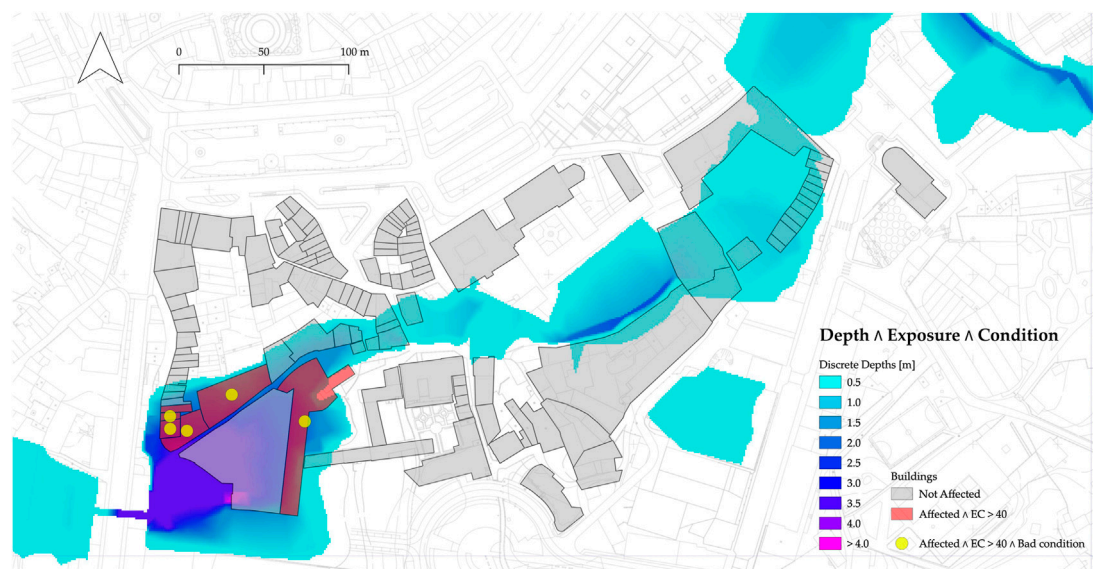 0 50 100 m
Depth ∧ Exposure ∧ Condition
Discrete Depths [m]
0.5
1.0
1.5
2.0
2.5
3.0
3.5
4.0
> 4.0
Buildings
Not Affected
Affected ∧ EC > 40
Affected ∧ EC > 40 ∧ Bad condition